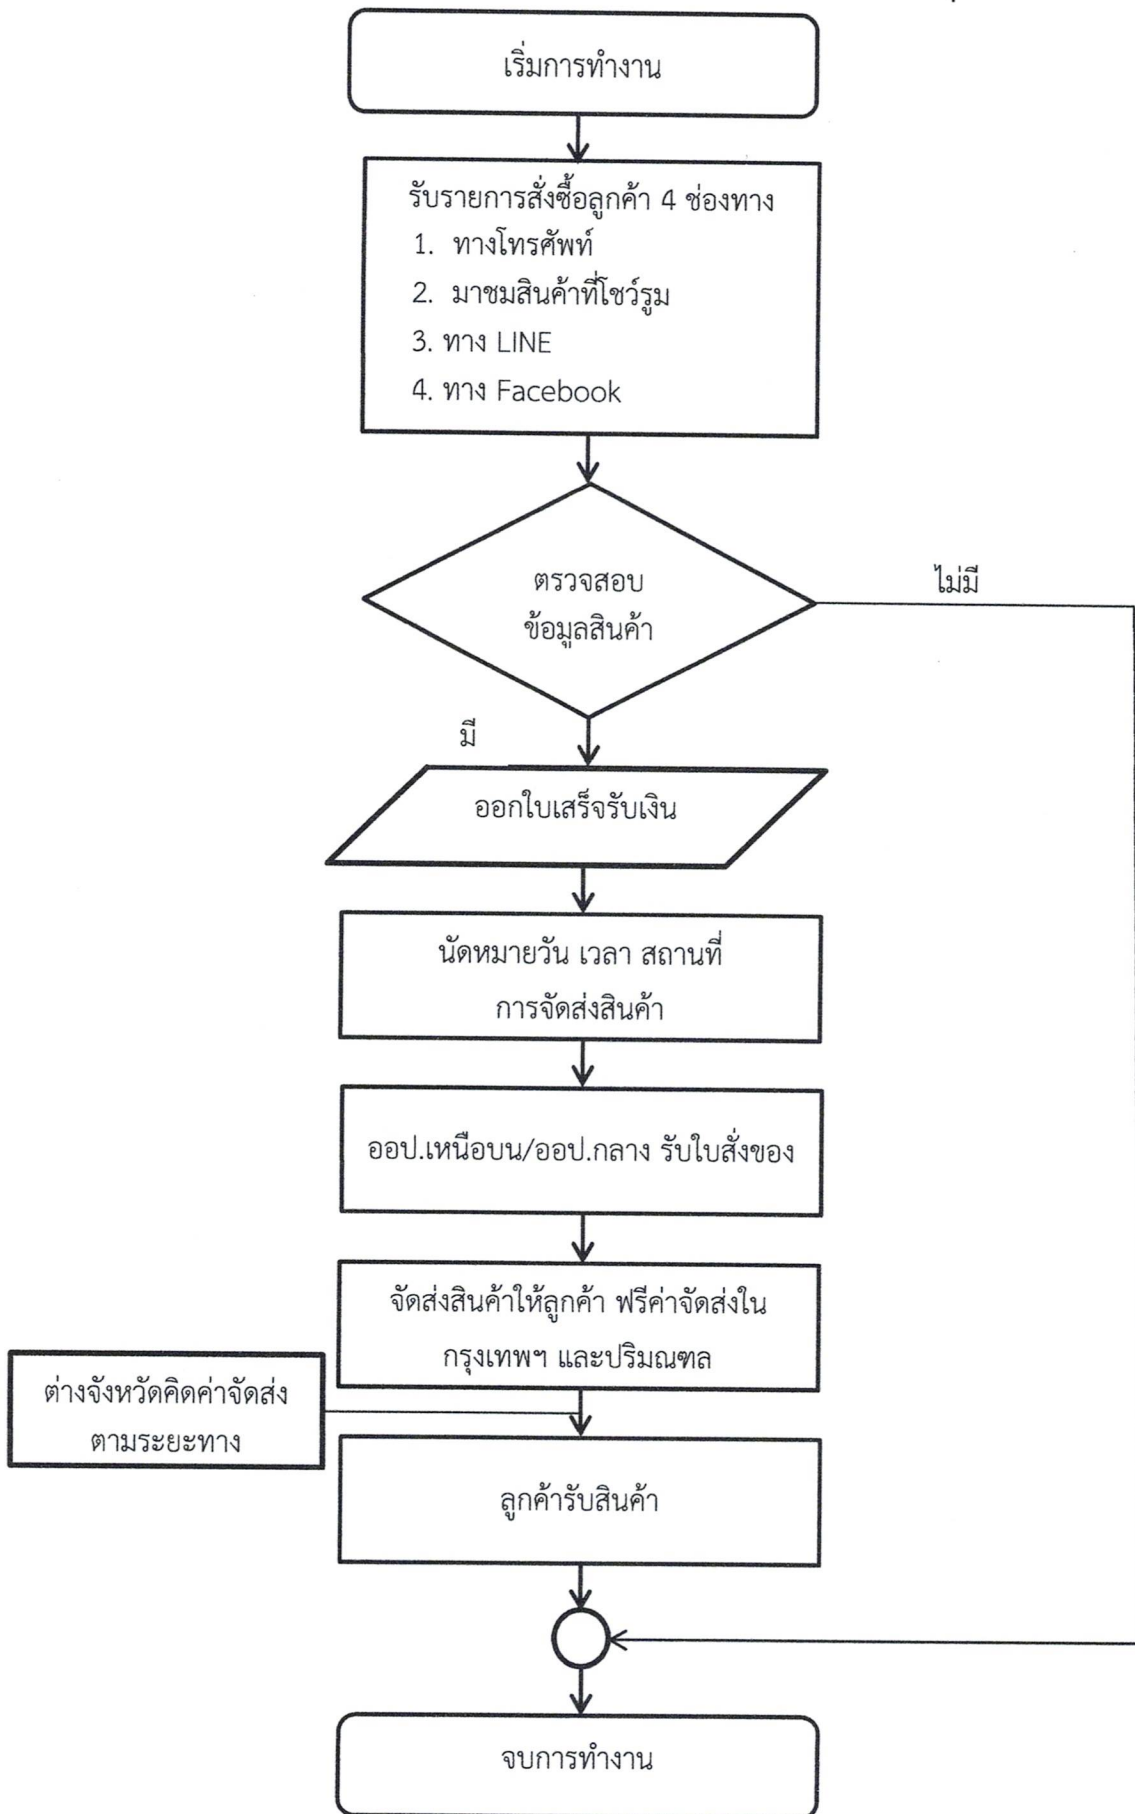 เริ่มการทำงาน
รับรายการสั่งซื้อลูกค้า 4 ช่องทาง
1. ทางโทรศัพท์
2. มาชมสินค้าที่โชว์รูม
3. ทาง LINE
4. ทาง Facebook
ตรวจสอบ
ข้อมูลสินค้า
ไม่มี
มี
ออกใบเสร็จรับเงิน
นัดหมายวัน เวลา สถานที่
การจัดส่งสินค้า
ออป.เหนือบน/ออป.กลาง รับใบสั่งของ
จัดส่งสินค้าให้ลูกค้า ฟรีค่าจัดส่งใน
กรุงเทพฯ และปริมณฑล
ต่างจังหวัดคิดค่าจัดส่ง
ตามระยะทาง
ลูกค้ารับสินค้า
จบการทำงาน